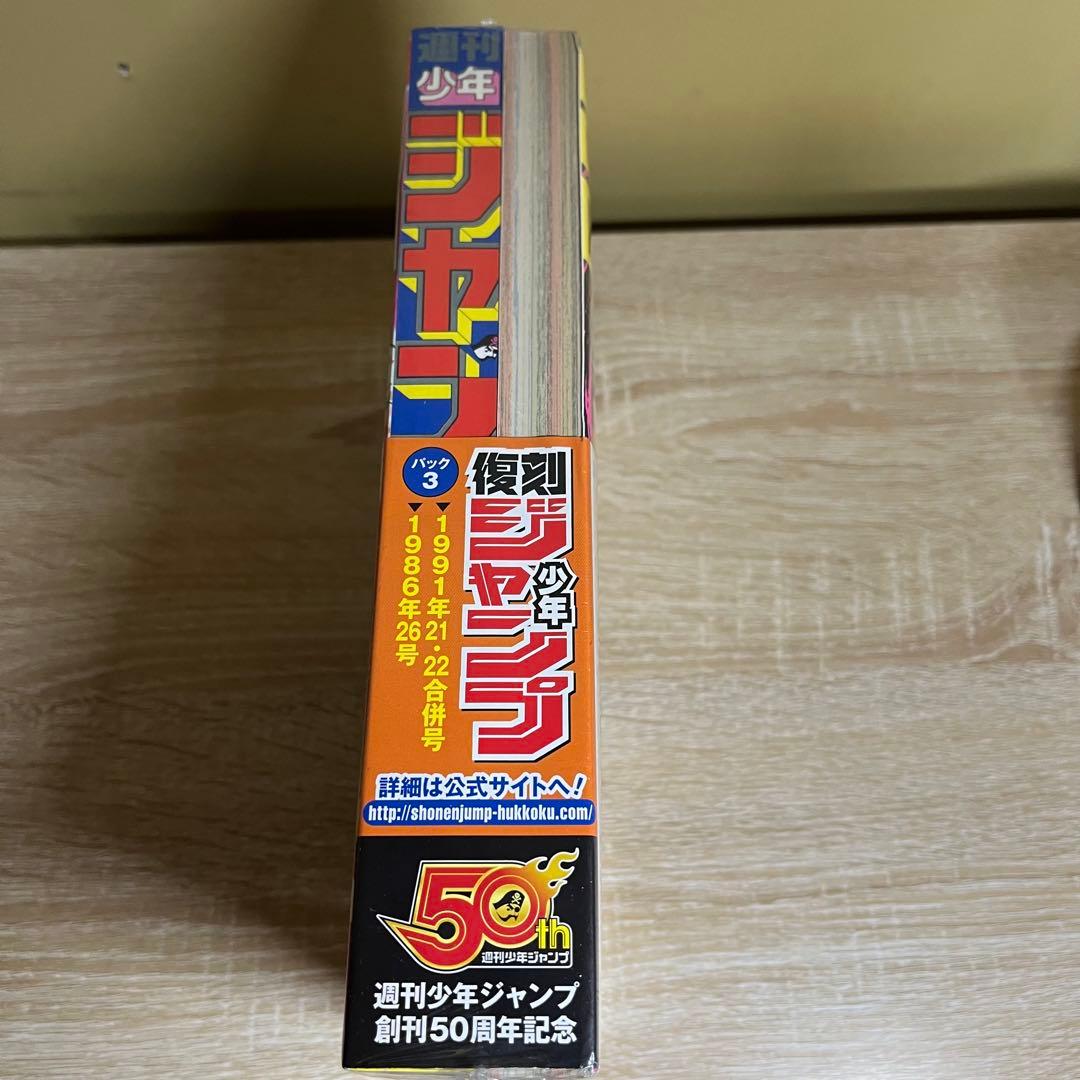 週刊
少年
ジャン
パック
3
復刻
少年
ジャンプ
▼1991年21・22合併号
▼1986年26号
詳細は公式サイトへ!
http://shonenjump-hukkoku.com/
50th
週刊少年ジャンプ
週刊少年ジャンプ
創刊50周年記念